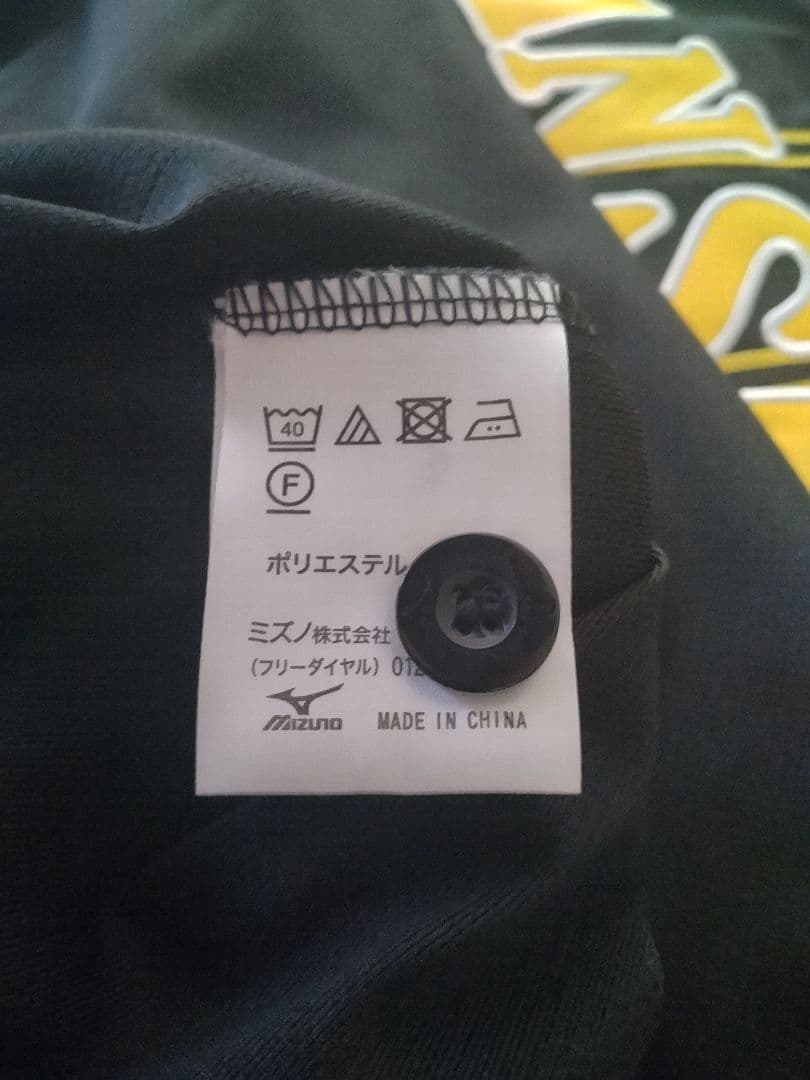 40
F
ポリエステル
ミズノ株式会社
(フリーダイヤル) 012
MIZUNO MADE IN CHINA